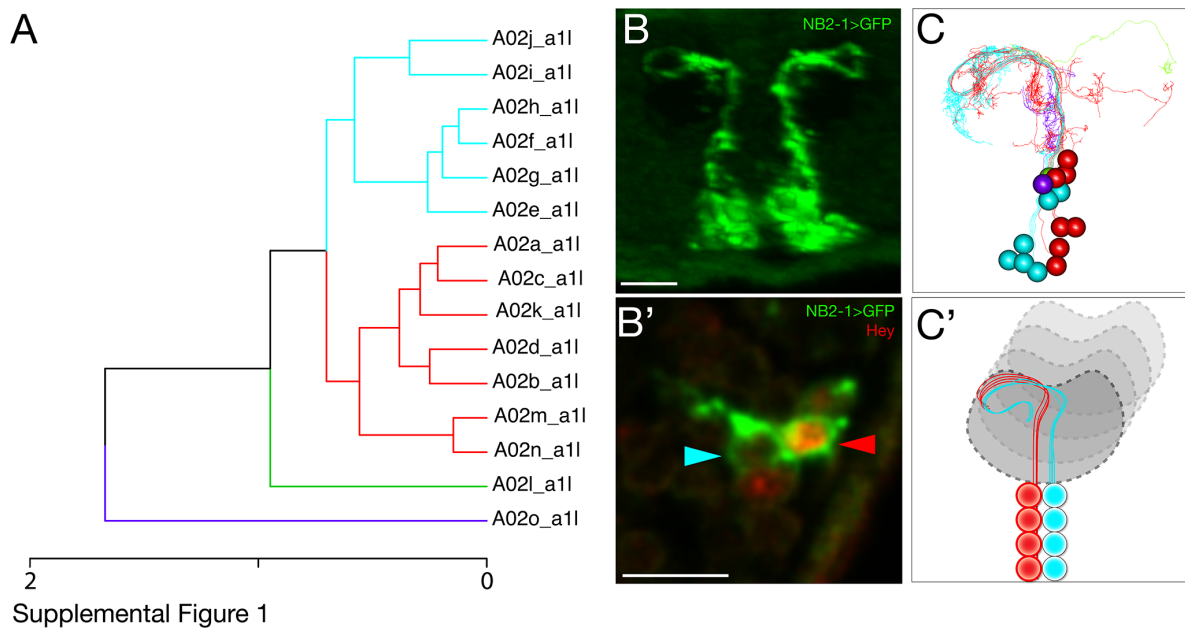 A
A02j_a1l
A02i_a1l
A02h_a1l
A02f_a1l
A02g_a1l
A02e_a1l
A02a_a1l
A02c_a1l
A02k_a1l
A02d_a1l
A02b_a1l
A02m_a1l
A02n_a1l
A02l_a1l
A02o_a1l
2
1
0
Supplemental Figure 1
B
NB2-1>GFP
B'
NB2-1>GFP
Hey
C
C'